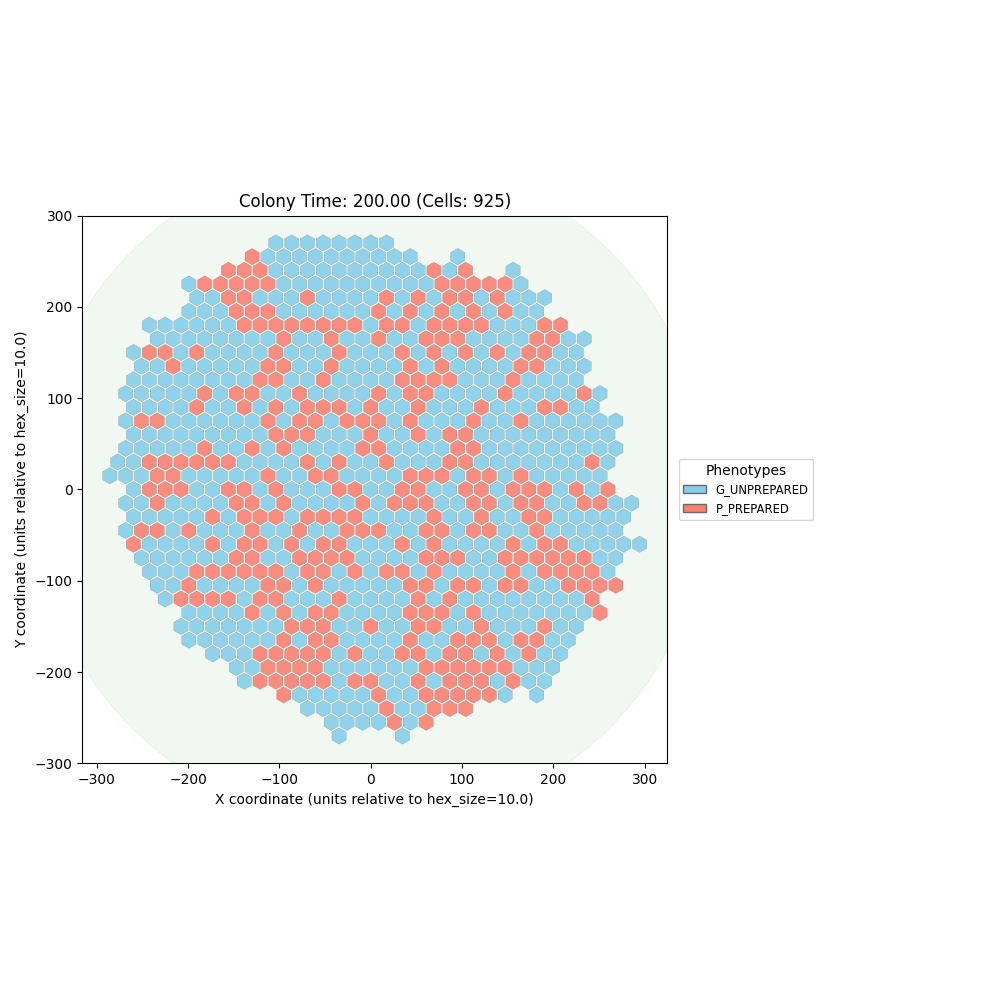 Colony Time: 200.00 (Cells: 925)
300
200
100
0
−100
−200
−300
Y coordinate (units relative to hex_size=10.0)
−300 −200 −100 0 100 200 300
X coordinate (units relative to hex_size=10.0)
Phenotypes
G_UNPREPARED
P_PREPARED